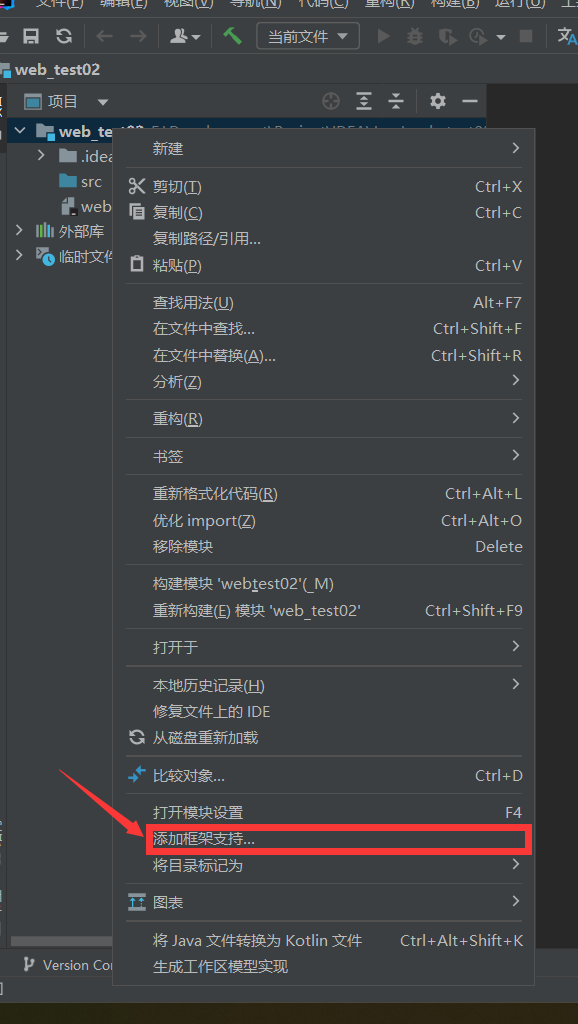 文件(F) 编辑(E) 视图(V) 导航(N) 代码(C) 重构(R) 构建(B) 运行(U)
当前文件
web_test02
项目
web_te
新建
.idea
剪切(T) Ctrl+X
src
复制(C) Ctrl+C
web
复制路径/引用...
外部库
粘贴(P) Ctrl+V
临时文件
查找用法(U) Alt+F7
在文件中查找... Ctrl+Shift+F
在文件中替换(A)... Ctrl+Shift+R
分析(Z)
重构(R)
书签
重新格式化代码(R) Ctrl+Alt+L
优化 import(Z) Ctrl+Alt+O
移除模块 Delete
构建模块 'webtest02'(_M)
重新构建(E) 模块 'web_test02' Ctrl+Shift+F9
打开于
本地历史记录(H)
修复文件上的 IDE
从磁盘重新加载
比较对象... Ctrl+D
打开模块设置 F4
添加框架支持...
将目录标记为
图表
将 Java 文件转换为 Kotlin 文件 Ctrl+Alt+Shift+K
生成工作区模型实现
Version Con